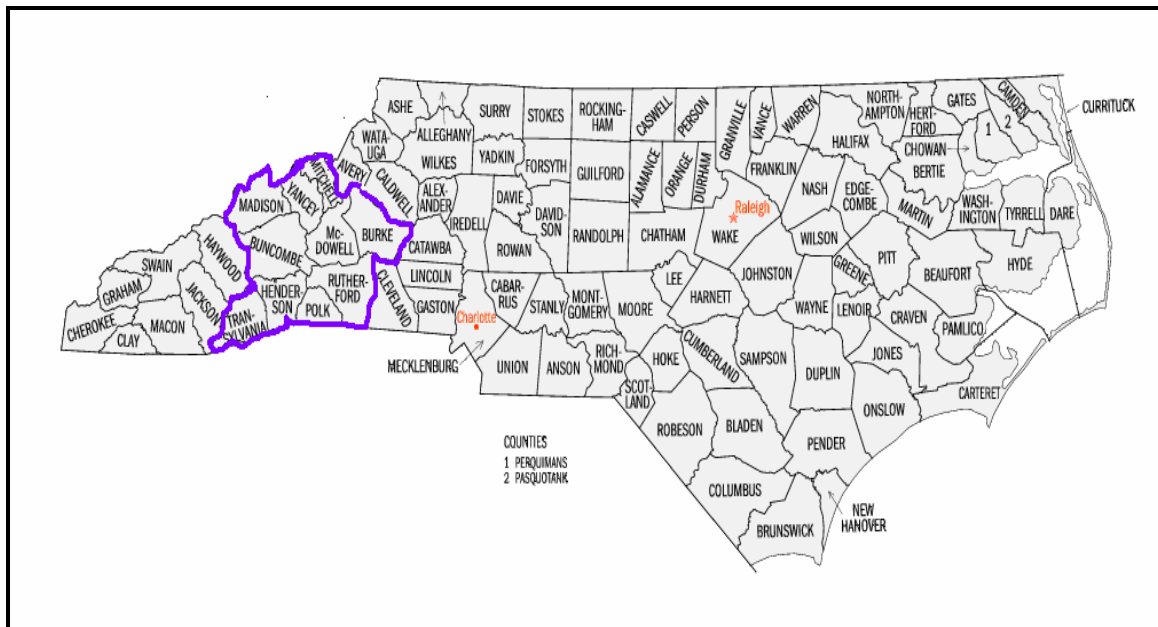 ASHE
ALLEGHANY
SURRY
STOKES
ROCKING-
HAM
CASWELL
PERSON
GRANVILLE
VANCE
WARREN
NORTH-
AMPTON
HERT-
FORD
GATES
CAMDEN
CURRITUCK
1
2
WATA-
UGA
WILKES
YADKIN
FORSYTH
GUILFORD
ALAMANCE
ORANGE
DURHAM
FRANKLIN
HALIFAX
CHOWAN
BERTIE
MITCHELL
AVERY
CALDWELL
ALEX-
ANDER
IREDELL
DAVIE
DAVID-
SON
RANDOLPH
CHATHAM
Raleigh
WAKE
NASH
EDGE-
COMBE
MARTIN
WASH-
INGTON
TYRRELL
DARE
MADISON
YANCEY
Mc-
DOWELL
BURKE
CATAWBA
ROWAN
WILSON
PITT
BEAUFORT
HYDE
BUNCOMBE
HAYWOOD
SWAIN
GRAHAM
CHEROKEE
CLAY
MACON
JACKSON
TRAN-
SYLVANIA
HENDER-
SON
POLK
RUTHER-
FORD
CLEVELAND
LINCOLN
GASTON
Charlotte
MECKLENBURG
CABAR-
RUS
STANLY
MONT-
GOMERY
MOORE
LEE
HARNETT
JOHNSTON
WAYNE
GREENE
LENOIR
CRAVEN
PAMLICO
UNION
ANSON
RICH-
MOND
SCOT-
LAND
HOKE
CUMBERLAND
SAMPSON
DUPLIN
JONES
ONSLOW
CARTERET
ROBESON
BLADEN
PENDER
COLUMBUS
BRUNSWICK
NEW
HANOVER
COUNTIES
1 PERQUIMANS
2 PASQUOTANK